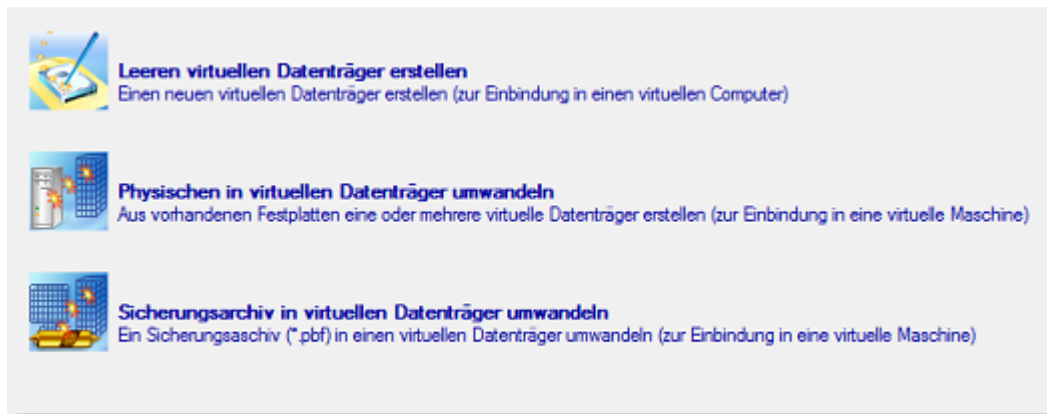 Leeren virtuellen Datenträger erstellen
Einen neuen virtuellen Datenträger erstellen (zur Einbindung in einen virtuellen Computer)
Physischen in virtuellen Datenträger umwandeln
Aus vorhandenen Festplatten eine oder mehrere virtuelle Datenträger erstellen (zur Einbindung in eine virtuelle Maschine)
Sicherungsarchiv in virtuellen Datenträger umwandeln
Ein Sicherungsaschiv (*.pbf) in einen virtuellen Datenträger umwandeln (zur Einbindung in eine virtuelle Maschine)